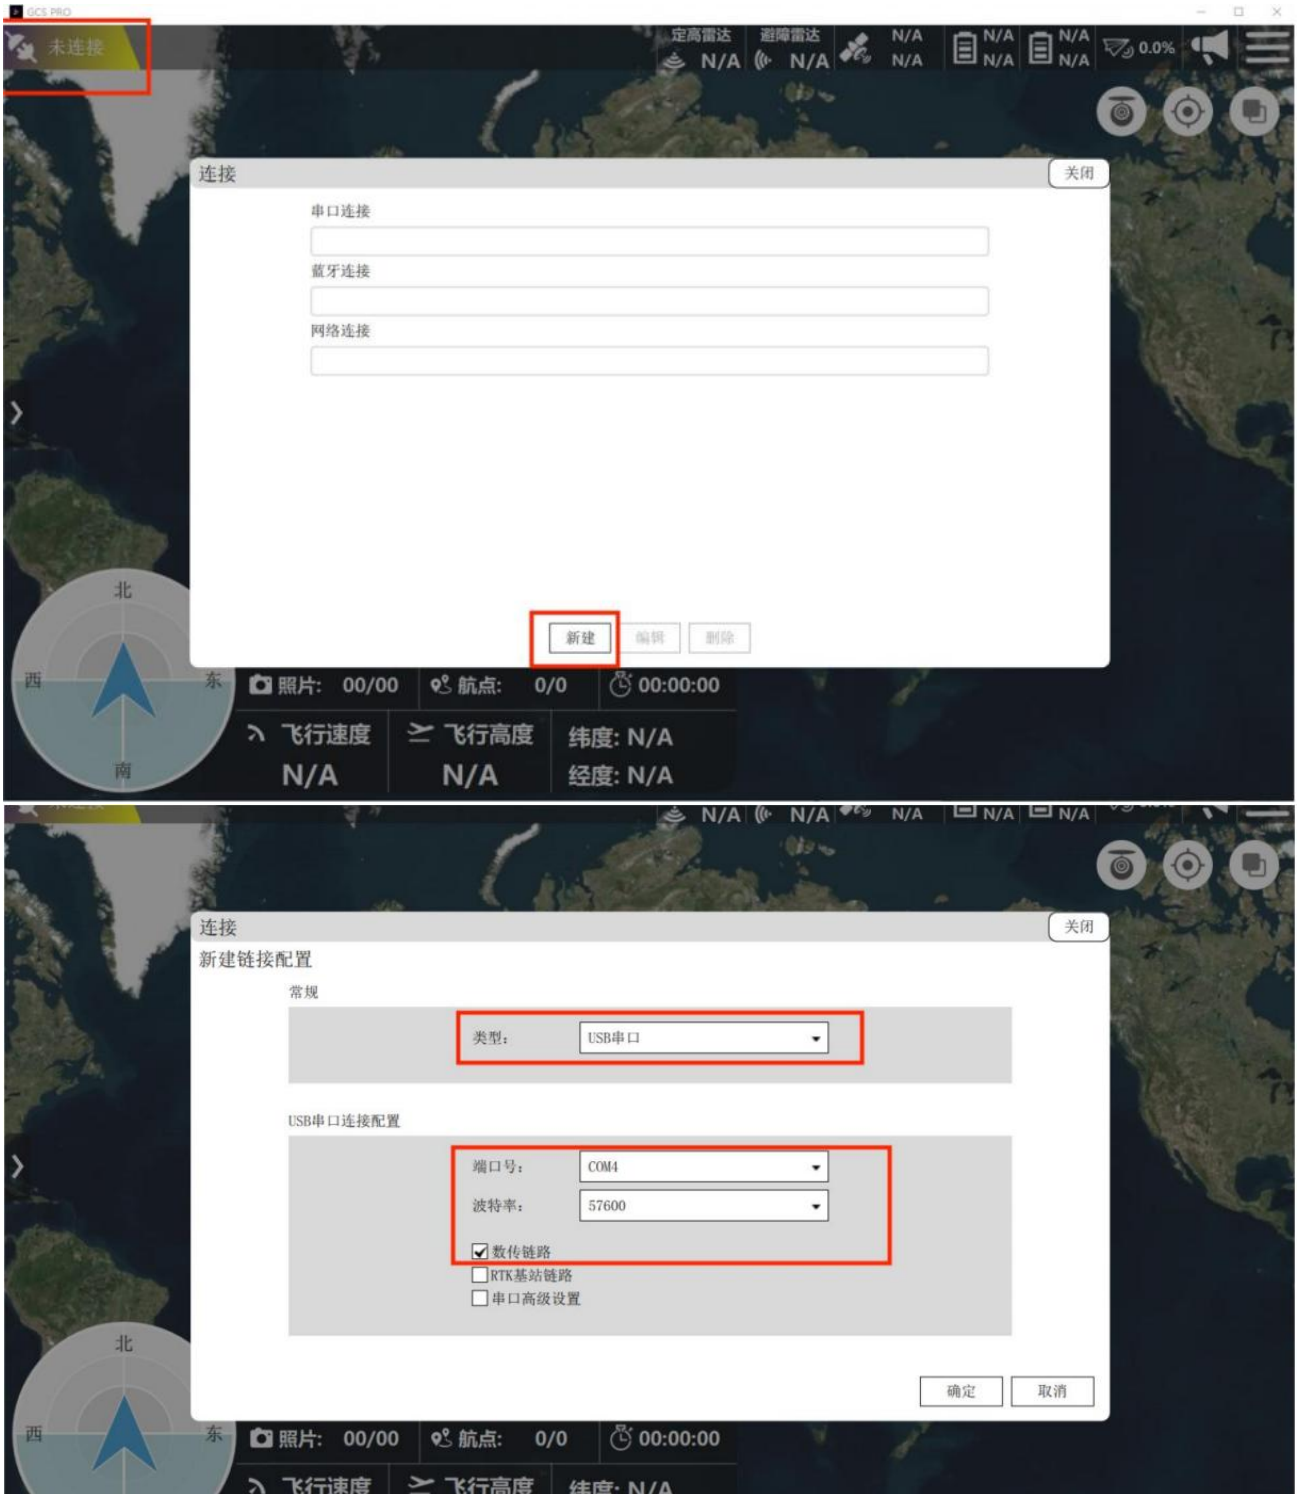 GCS PRO
未连接
定高雷达 避障雷达 N/A N/A N/A
N/A N/A N/A N/A N/A 0.0%
连接 关闭
串口连接
蓝牙连接
网络连接
新建 编辑 删除
北
西 东
南
照片: 00/00 航点: 0/0 00:00:00
飞行速度 飞行高度 纬度: N/A
N/A N/A 经度: N/A
N/A N/A N/A N/A N/A
连接 关闭
新建链接配置
常规
类型: USB串口
USB串口连接配置
端口号: COM4
波特率: 57600
数传链路
RTK基站链路
串口高级设置
确定 取消
北
西 东
照片: 00/00 航点: 0/0 00:00:00
飞行速度 飞行高度 纬度: N/A